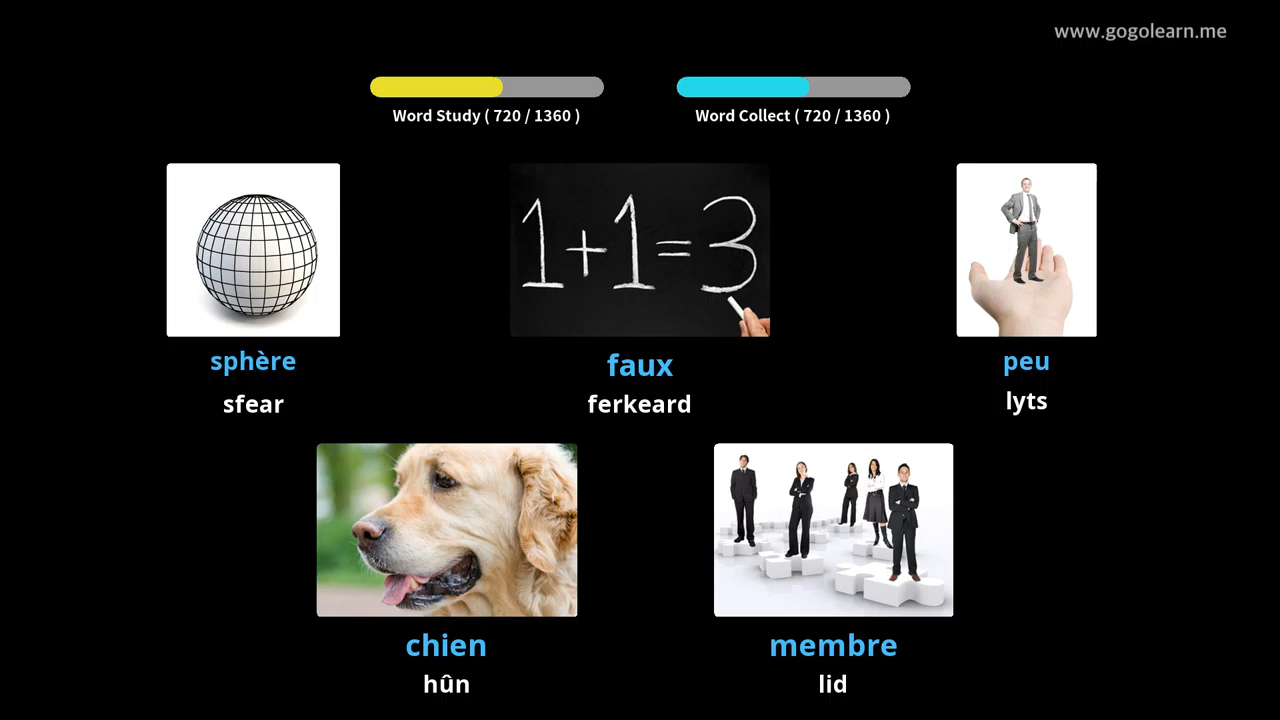 www.gogolearn.me
Word Study ( 720 / 1360 )
Word Collect ( 720 / 1360 )
1+1=3
sphère
sfear
faux
ferkeard
peu
lyts
chien
hûn
membre
lid